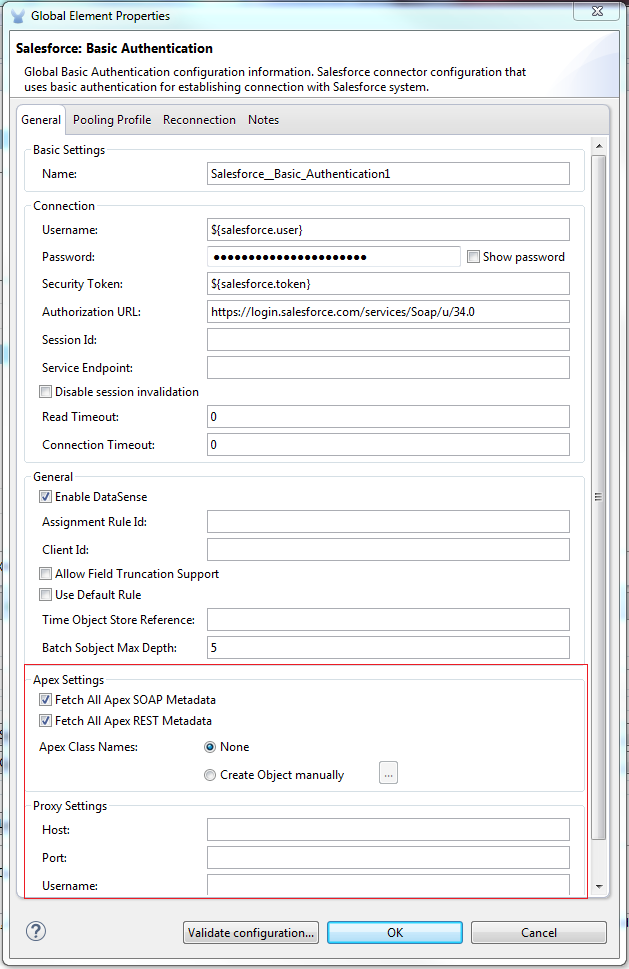 Global Element Properties
Salesforce: Basic Authentication
Global Basic Authentication configuration information. Salesforce connector configuration that
uses basic authentication for establishing connection with Salesforce system.
General Pooling Profile Reconnection Notes
Basic Settings
Name: Salesforce__Basic_Authentication1
Connection
Username: ${salesforce.user}
Password: ●●●●●●●●●●●●●●●●●●●●●● Show password
Security Token: ${salesforce.token}
Authorization URL: https://login.salesforce.com/services/Soap/u/34.0
Session Id:
Service Endpoint:
Disable session invalidation
Read Timeout: 0
Connection Timeout: 0
General
Enable DataSense
Assignment Rule Id:
Client Id:
Allow Field Truncation Support
Use Default Rule
Time Object Store Reference:
Batch Sobject Max Depth: 5
Apex Settings
Fetch All Apex SOAP Metadata
Fetch All Apex REST Metadata
Apex Class Names: None
Create Object manually ...
Proxy Settings
Host:
Port:
Username:
? Validate configuration... OK Cancel